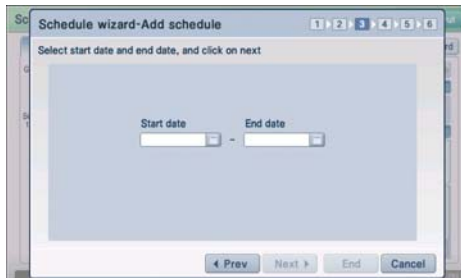 Schedule wizard-Add schedule
1 2 3 4 5 6
Select start date and end date, and click on next
Start date End date
-
Prev Next End Cancel